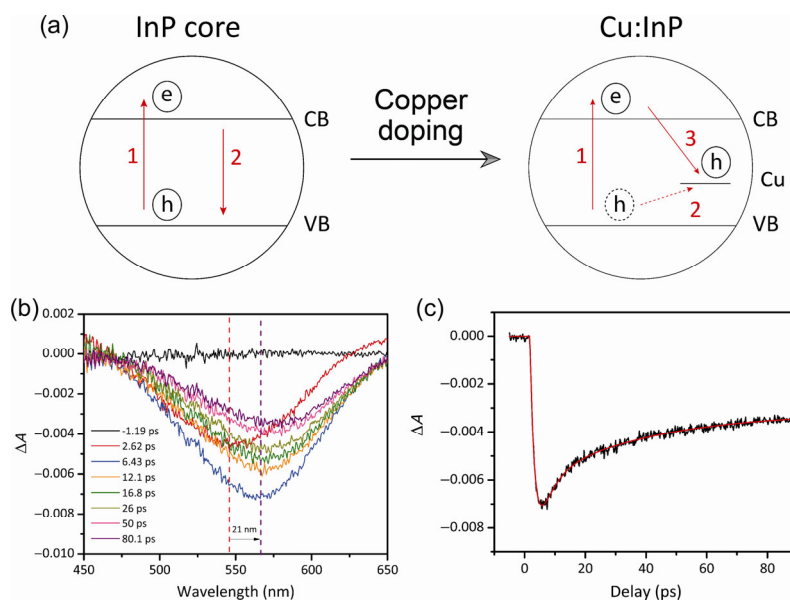 (a)
InP core
Cu:InP
e
CB
1
2
h
VB
Copper
doping
e
CB
3
1
h
Cu
h
2
VB
(b)
0.002
0.000
−0.002
−0.004
−0.006
−0.008
−0.010
ΔA
-1.19 ps
2.62 ps
6.43 ps
12.1 ps
16.8 ps
26 ps
50 ps
80.1 ps
21 nm
450
500
550
600
650
Wavelength (nm)
(c)
0.000
−0.002
−0.004
−0.006
−0.008
ΔA
0
20
40
60
80
Delay (ps)